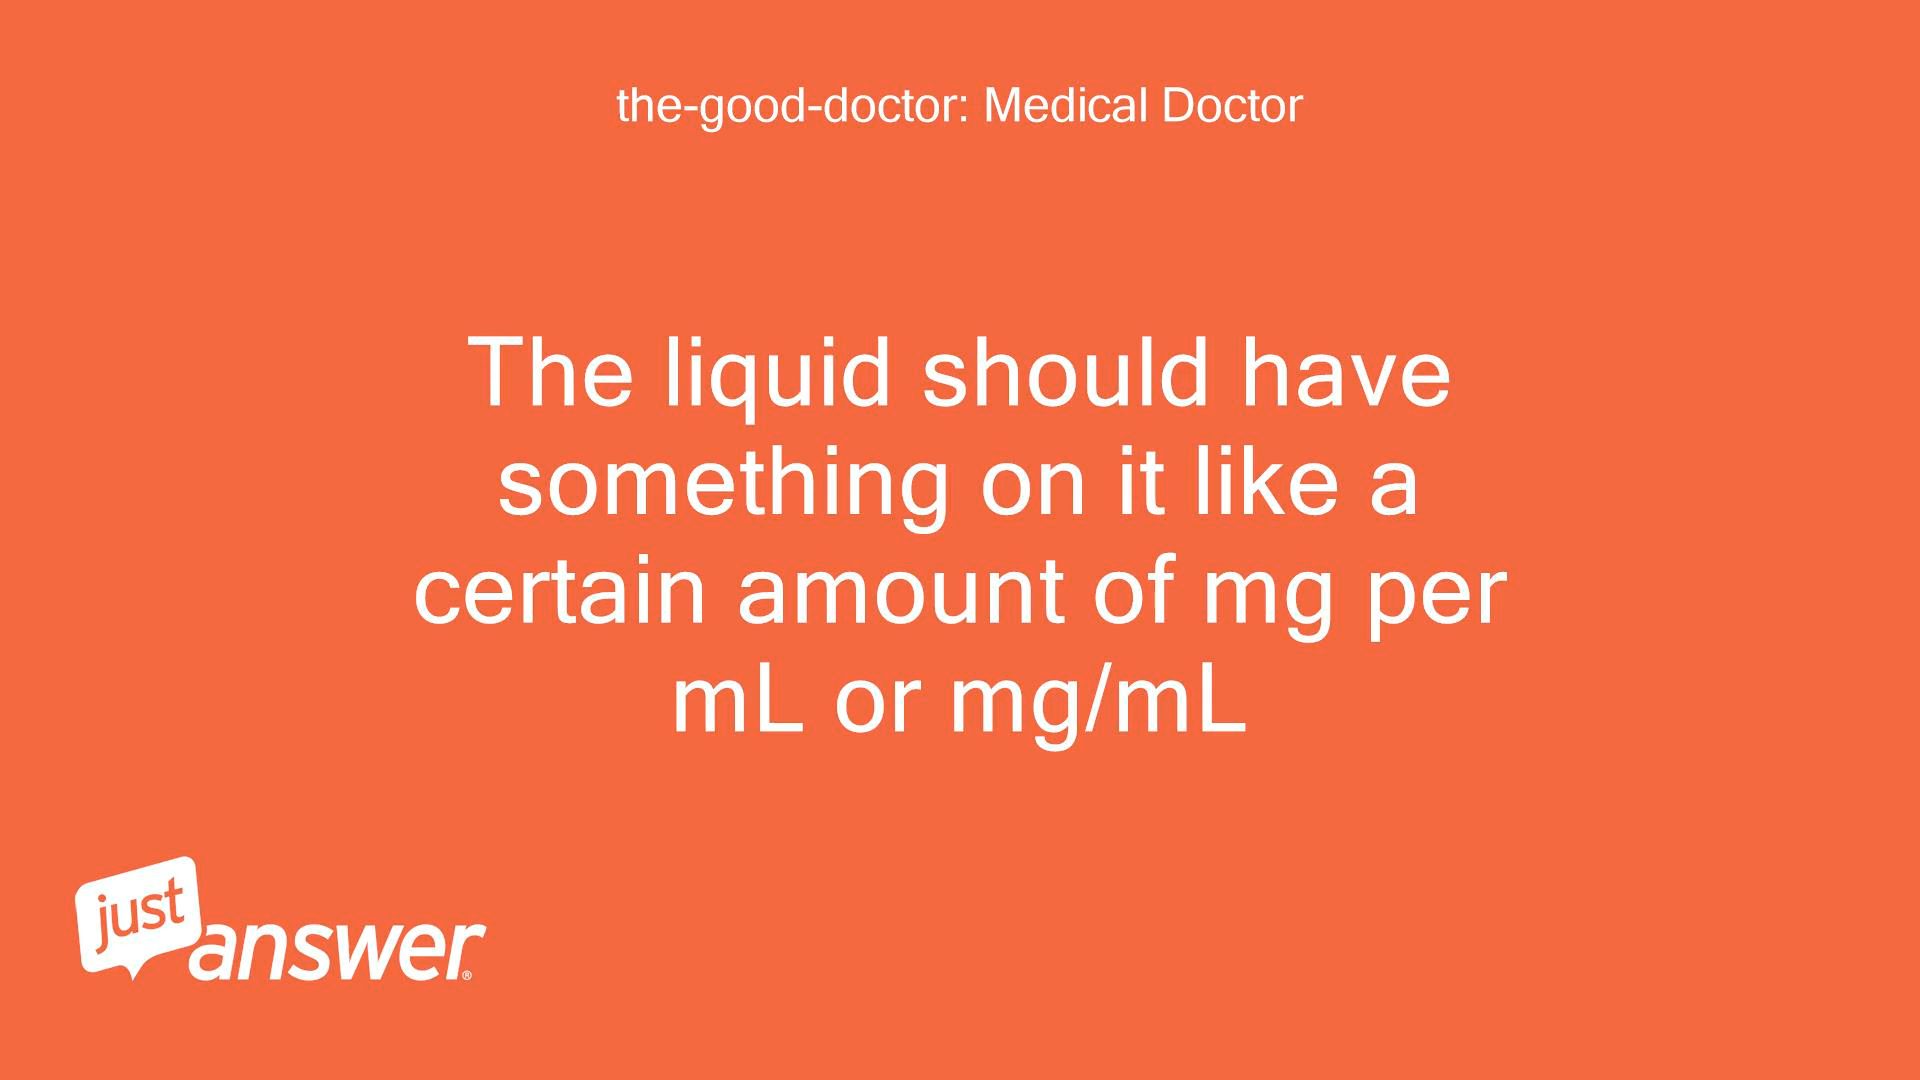 the-good-doctor: Medical Doctor
The liquid should have
something on it like a
certain amount of mg per
mL or mg/mL
just
answer®